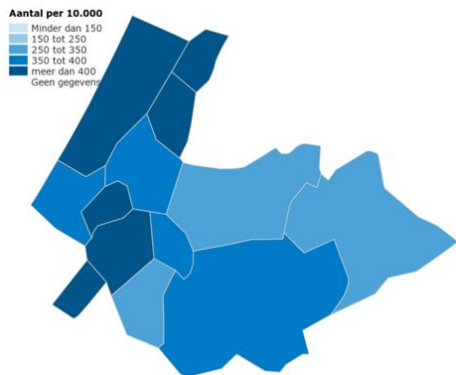 Aantal per 10.000
Minder dan 150
150 tot 250
250 tot 350
350 tot 400
meer dan 400
Geen gegevens